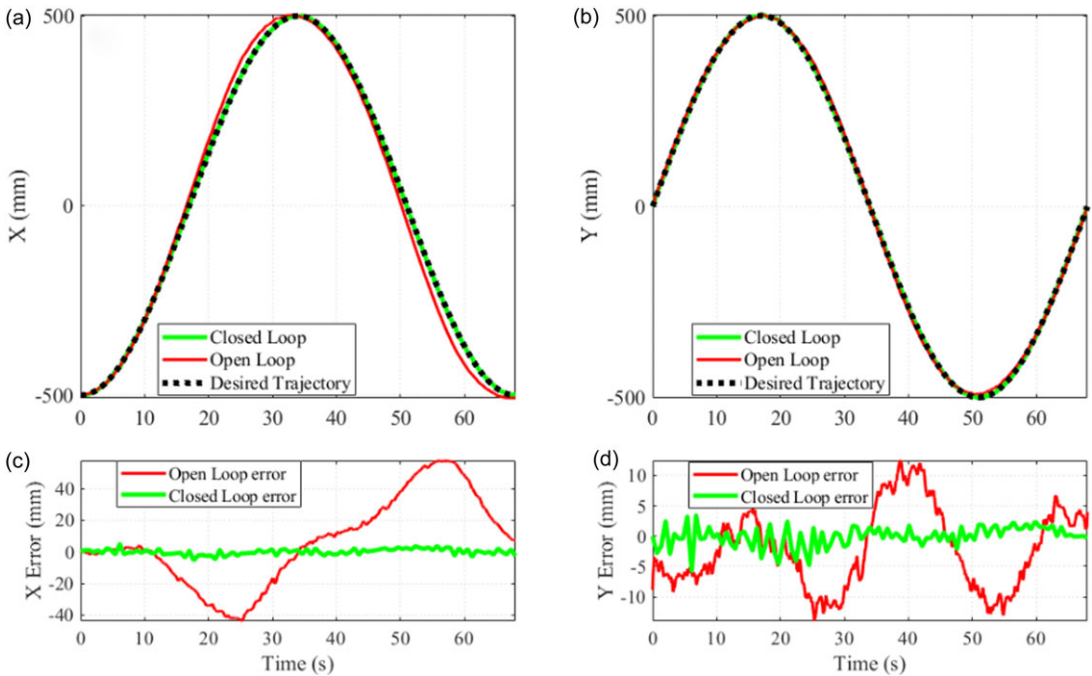 (a)
500
0
-500
X (mm)
Closed Loop
Open Loop
Desired Trajectory
0 10 20 30 40 50 60
(b)
500
0
-500
Y (mm)
Closed Loop
Open Loop
Desired Trajectory
0 10 20 30 40 50 60
(c)
40
20
0
-20
-40
X Error (mm)
Open Loop error
Closed Loop error
0 10 20 30 40 50 60
Time (s)
(d)
10
5
0
-5
-10
Y Error (mm)
Open Loop error
Closed Loop error
0 10 20 30 40 50 60
Time (s)